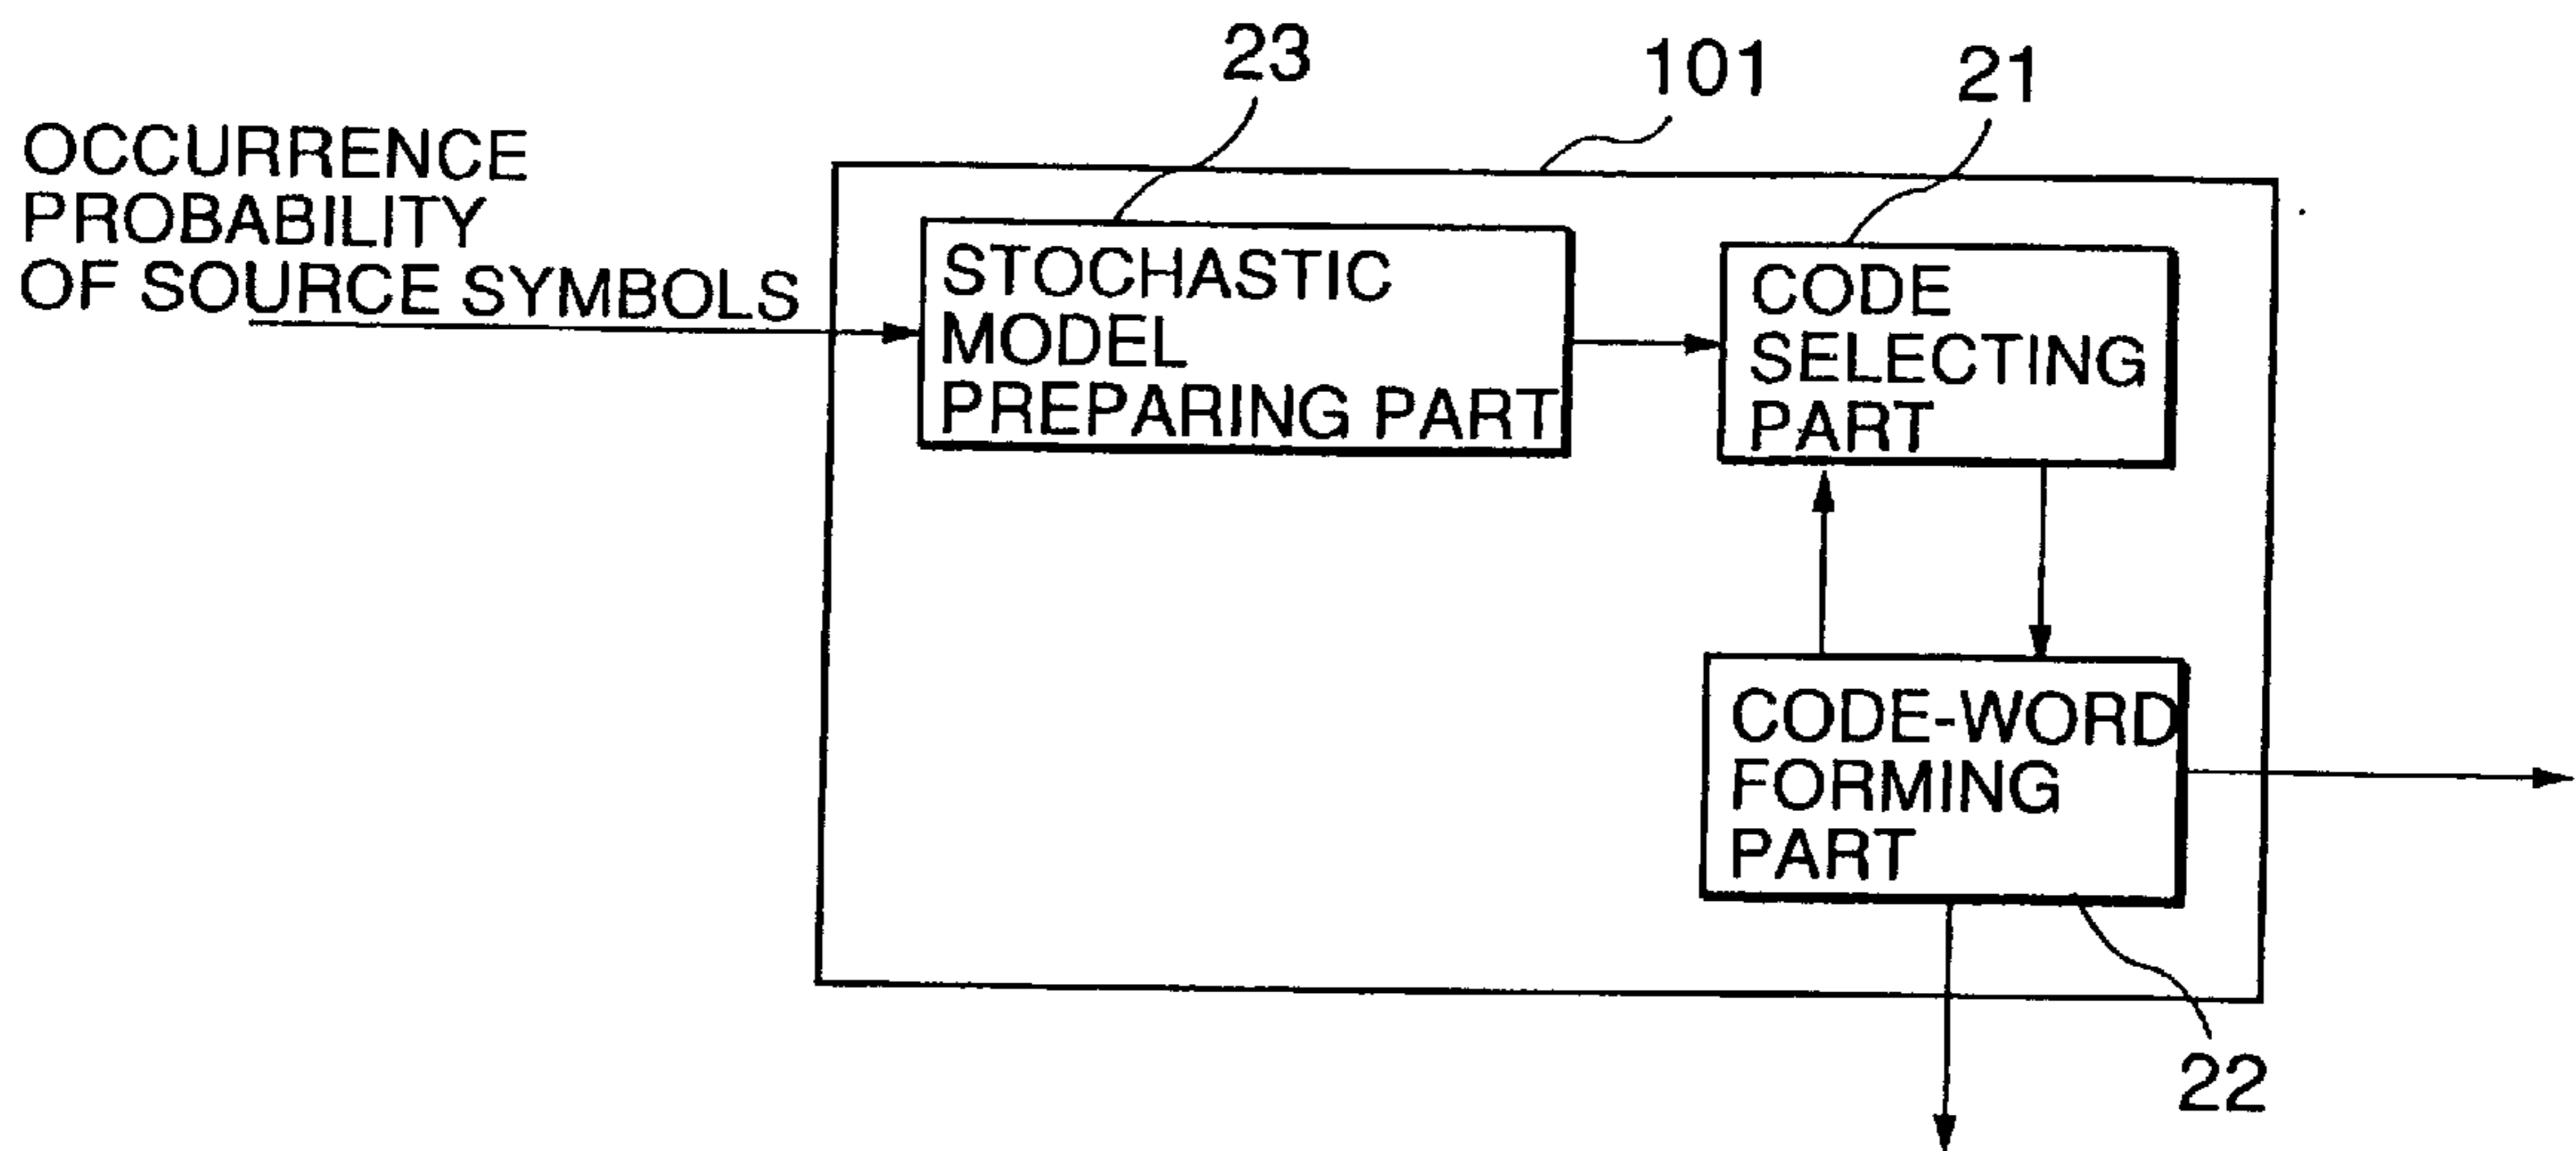 23
101
21
OCCURRENCE
PROBABILITY
OF SOURCE SYMBOLS
STOCHASTIC
MODEL
PREPARING PART
CODE
SELECTING
PART
CODE-WORD
FORMING
PART
22